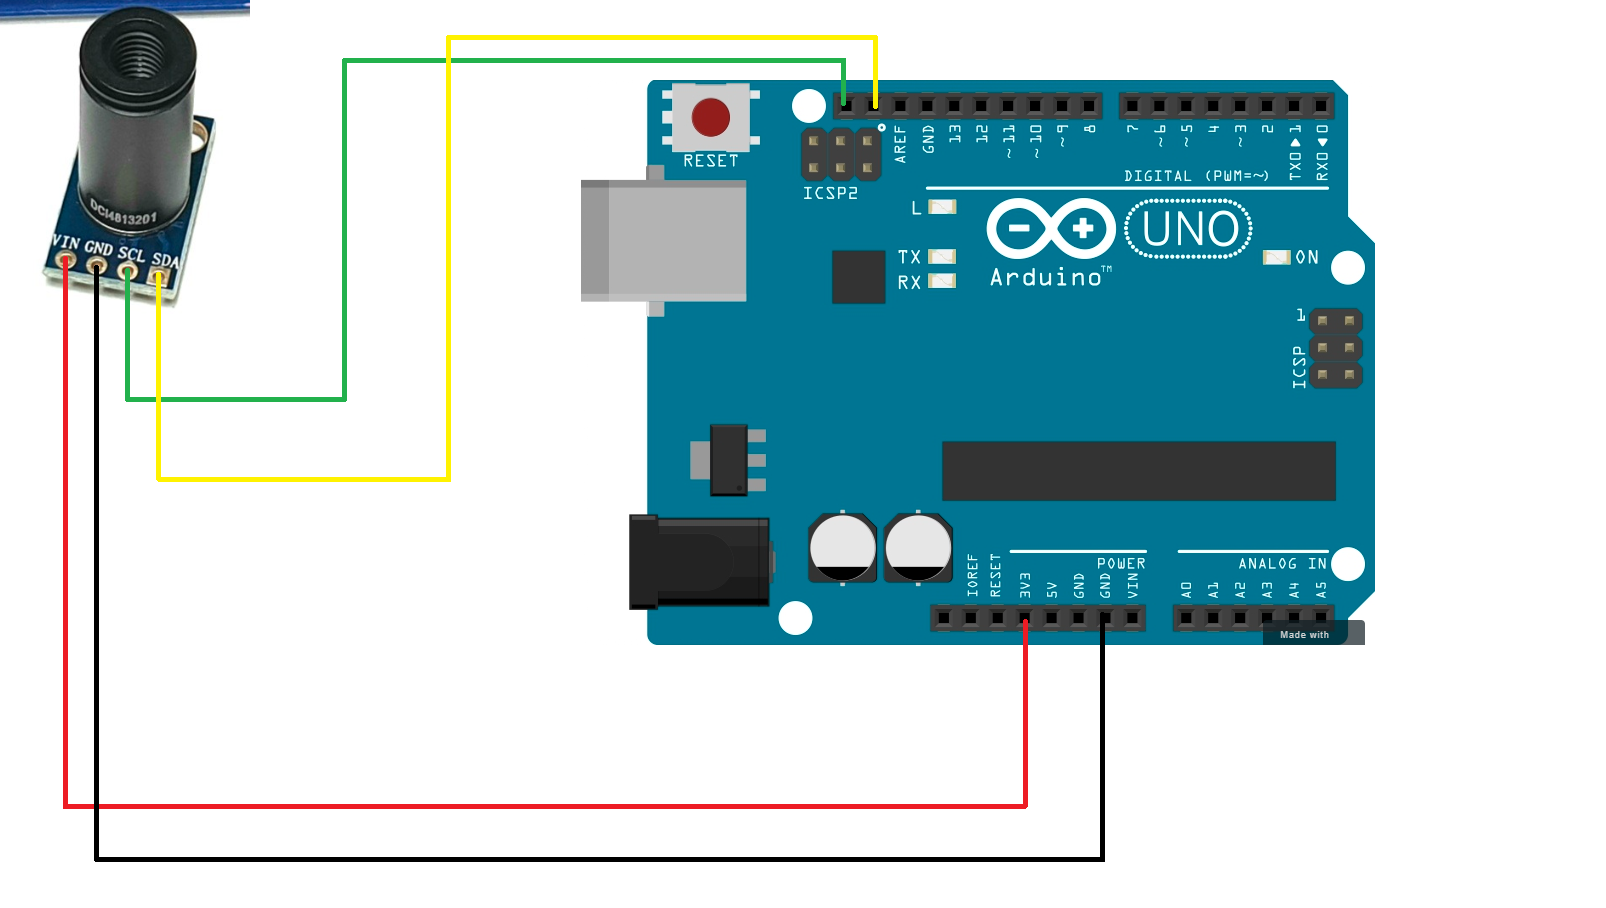 DCI4813201
VIN GND SCL SDA
RESET
ICSP2
AREF
GND
13
12
~11
~10
~9
8
7
~6
~5
4
~3
2
TX0▶1
RX0◀0
DIGITAL (PWM=~)
L
TX
RX
Arduino™
UNO
ON
1
ICSP
IOREF
RESET
3V3
5V
GND
GND
VIN
POWER
ANALOG IN
A0
A1
A2
A3
A4
A5
Made with